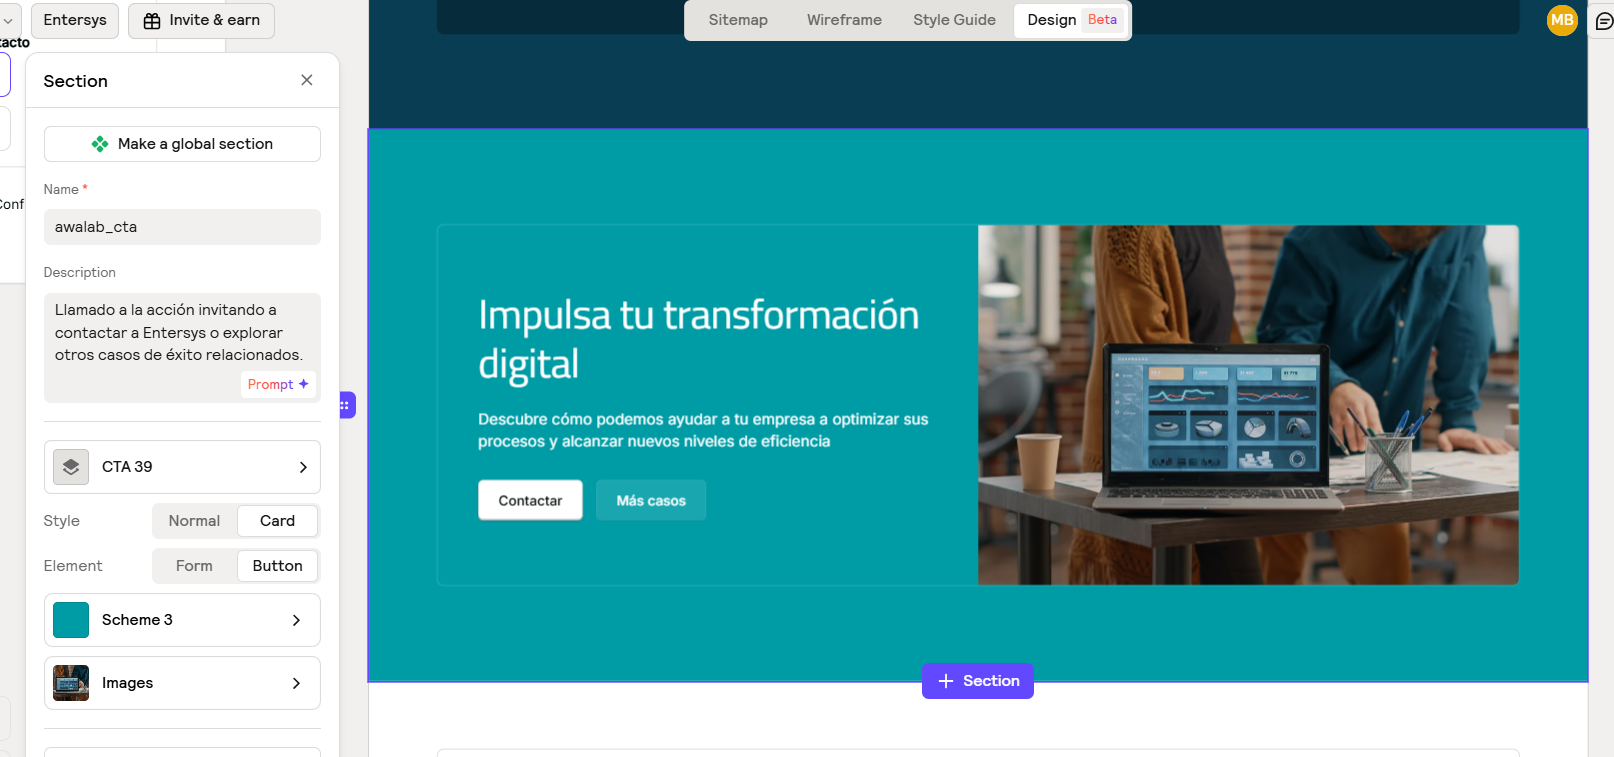 Entersys
Invite & earn
Sitemap
Wireframe
Style Guide
Design
Beta
MB
tacto
Section
Make a global section
Name *
awalab_cta
Conf
Description
Llamado a la acción invitando a
contactar a Entersys o explorar
otros casos de éxito relacionados.
Prompt
CTA 39
Style
Normal
Card
Element
Form
Button
Scheme 3
Images
Impulsa tu transformación
digital
Descubre cómo podemos ayudar a tu empresa a optimizar sus
procesos y alcanzar nuevos niveles de eficiencia
Contactar
Más casos
Section